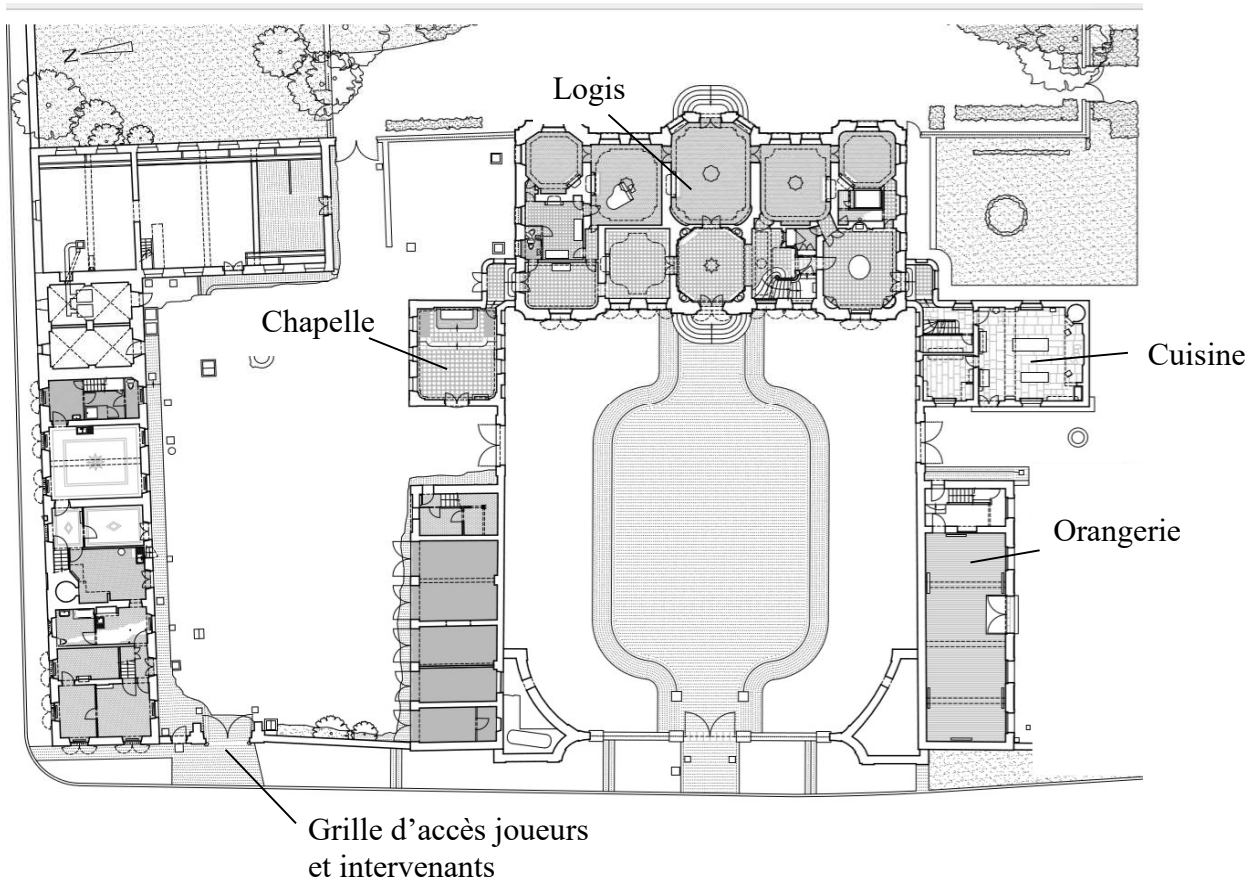 N
Logis
Chapelle
Cuisine
Orangerie
Grille d’accès joueurs
et intervenants